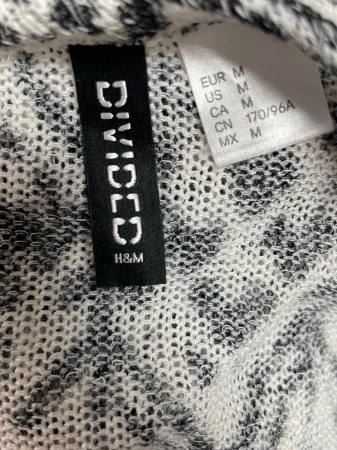 DIVIDED
H&M
EUR M
US M
CA M
CN 170/96A
MX M